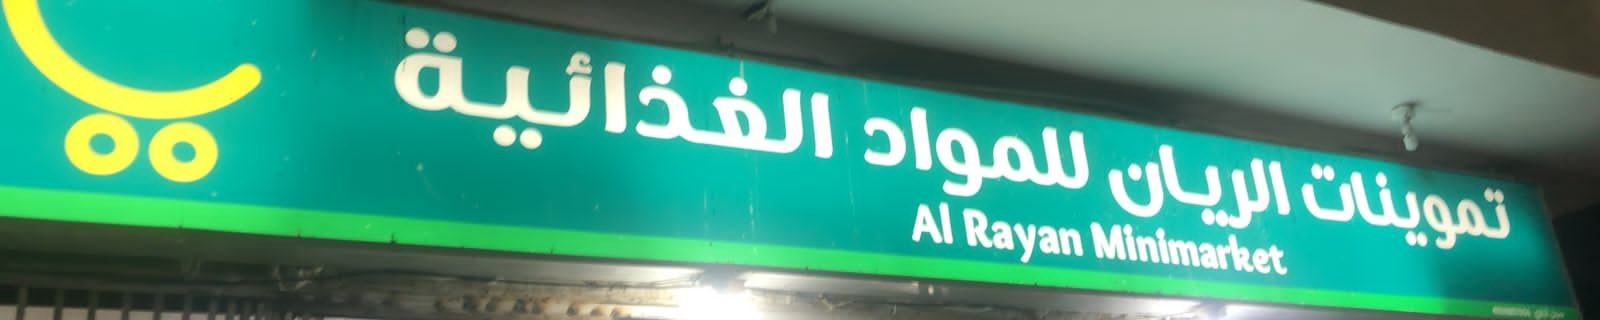 تموينات الريان للمواد الغذائية
Al Rayan Minimarket